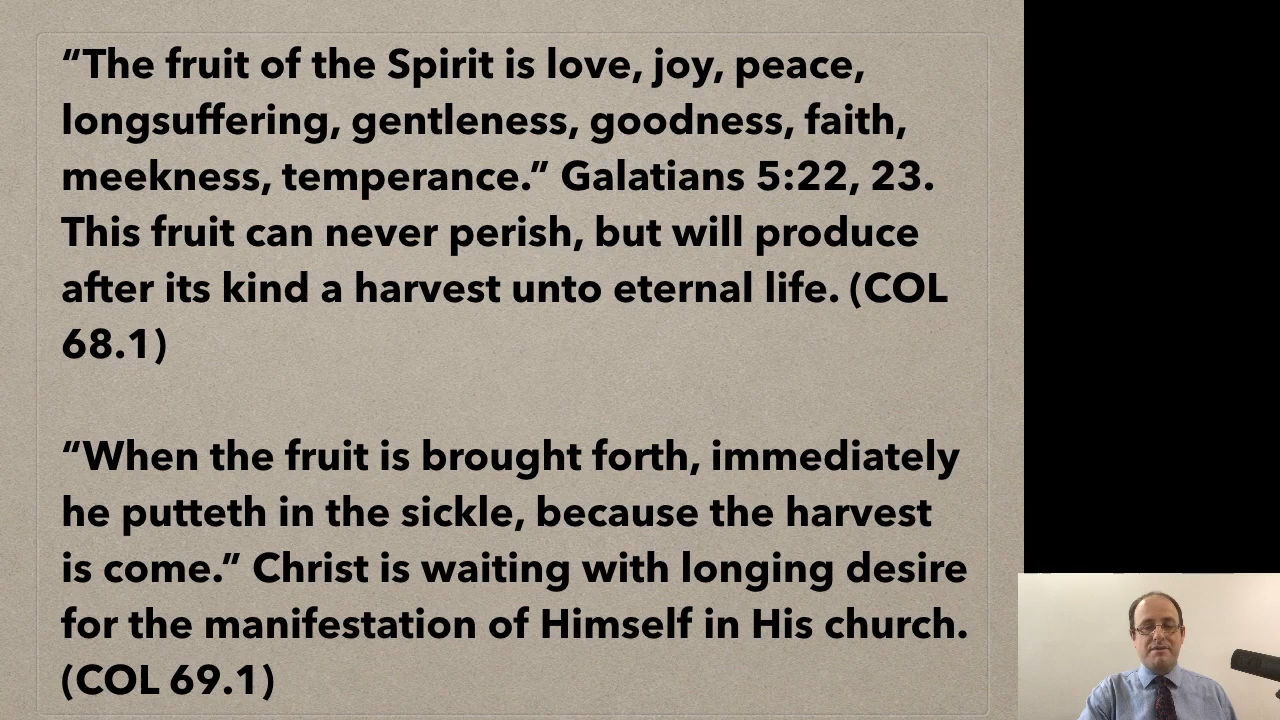 “The fruit of the Spirit is love, joy, peace,
longsuffering, gentleness, goodness, faith,
meekness, temperance.” Galatians 5:22, 23.
This fruit can never perish, but will produce
after its kind a harvest unto eternal life. (COL
68.1)
“When the fruit is brought forth, immediately
he putteth in the sickle, because the harvest
is come.” Christ is waiting with longing desire
for the manifestation of Himself in His church.
(COL 69.1)